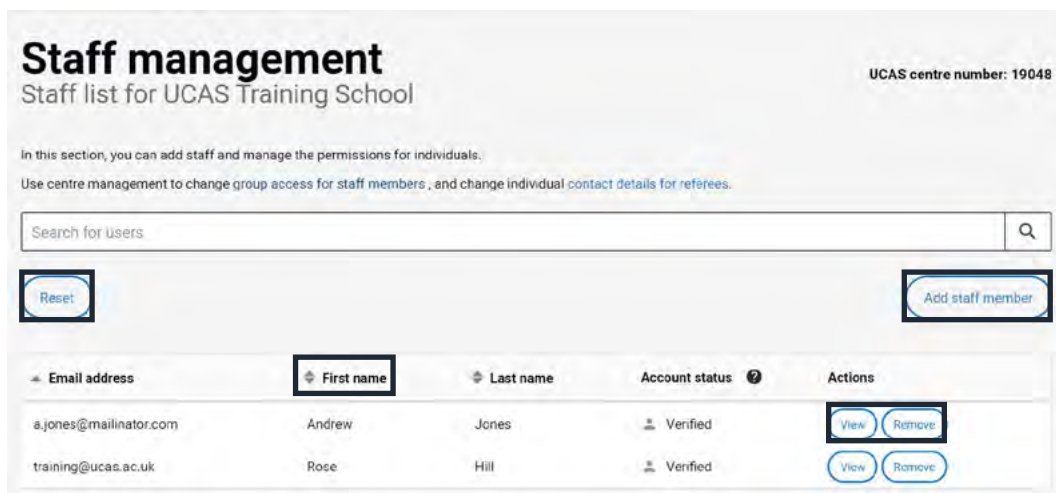 Staff management
UCAS centre number: 19048
Staff list for UCAS Training School
In this section, you can add staff and manage the permissions for individuals.
Use centre management to change group access for staff members , and change individual contact details for referees.
Search for users
Reset
Add staff member
Email address First name Last name Account status ? Actions
a.jones@mailinator.com Andrew Jones Verified View Remove
training@ucas.ac.uk Rose Hill Verified View Remove